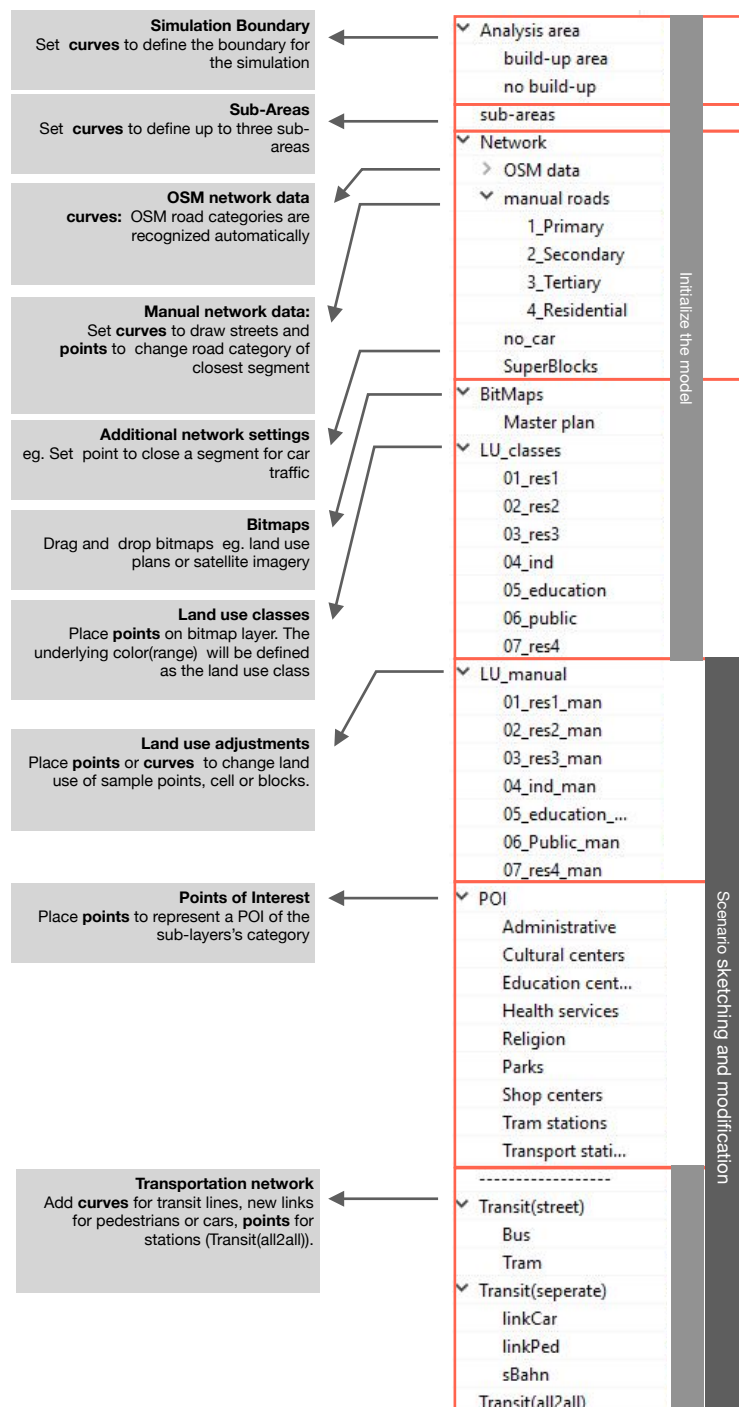 Simulation Boundary
Set curves to define the boundary for
the simulation
Sub-Areas
Set curves to define up to three sub-
areas
OSM network data
curves: OSM road categories are
recognized automatically
Manual network data:
Set curves to draw streets and
points to change road category of
closest segment
Additional network settings
eg. Set point to close a segment for car
traffic
Bitmaps
Drag and drop bitmaps eg. land use
plans or satellite imagery
Land use classes
Place points on bitmap layer. The
underlying color(range) will be defined
as the land use class
Land use adjustments
Place points or curves to change land
use of sample points, cell or blocks.
Points of Interest
Place points to represent a POI of the
sub-layers's category
Transportation network
Add curves for transit lines, new links
for pedestrians or cars, points for
stations (Transit(all2all)).
Analysis area
build-up area
no build-up
sub-areas
Network
OSM data
manual roads
1_Primary
2_Secondary
3_Tertiary
4_Residential
no_car
SuperBlocks
BitMaps
Master plan
LU_classes
01_res1
02_res2
03_res3
04_ind
05_education
06_public
07_res4
LU_manual
01_res1_man
02_res2_man
03_res3_man
04_ind_man
05_education_...
06_Public_man
07_res4_man
POI
Administrative
Cultural centers
Education cent...
Health services
Religion
Parks
Shop centers
Tram stations
Transport stati...
------------------
Transit(street)
Bus
Tram
Transit(seperate)
linkCar
linkPed
sBahn
Transit(all2all)
Initialize the model
Scenario sketching and modification